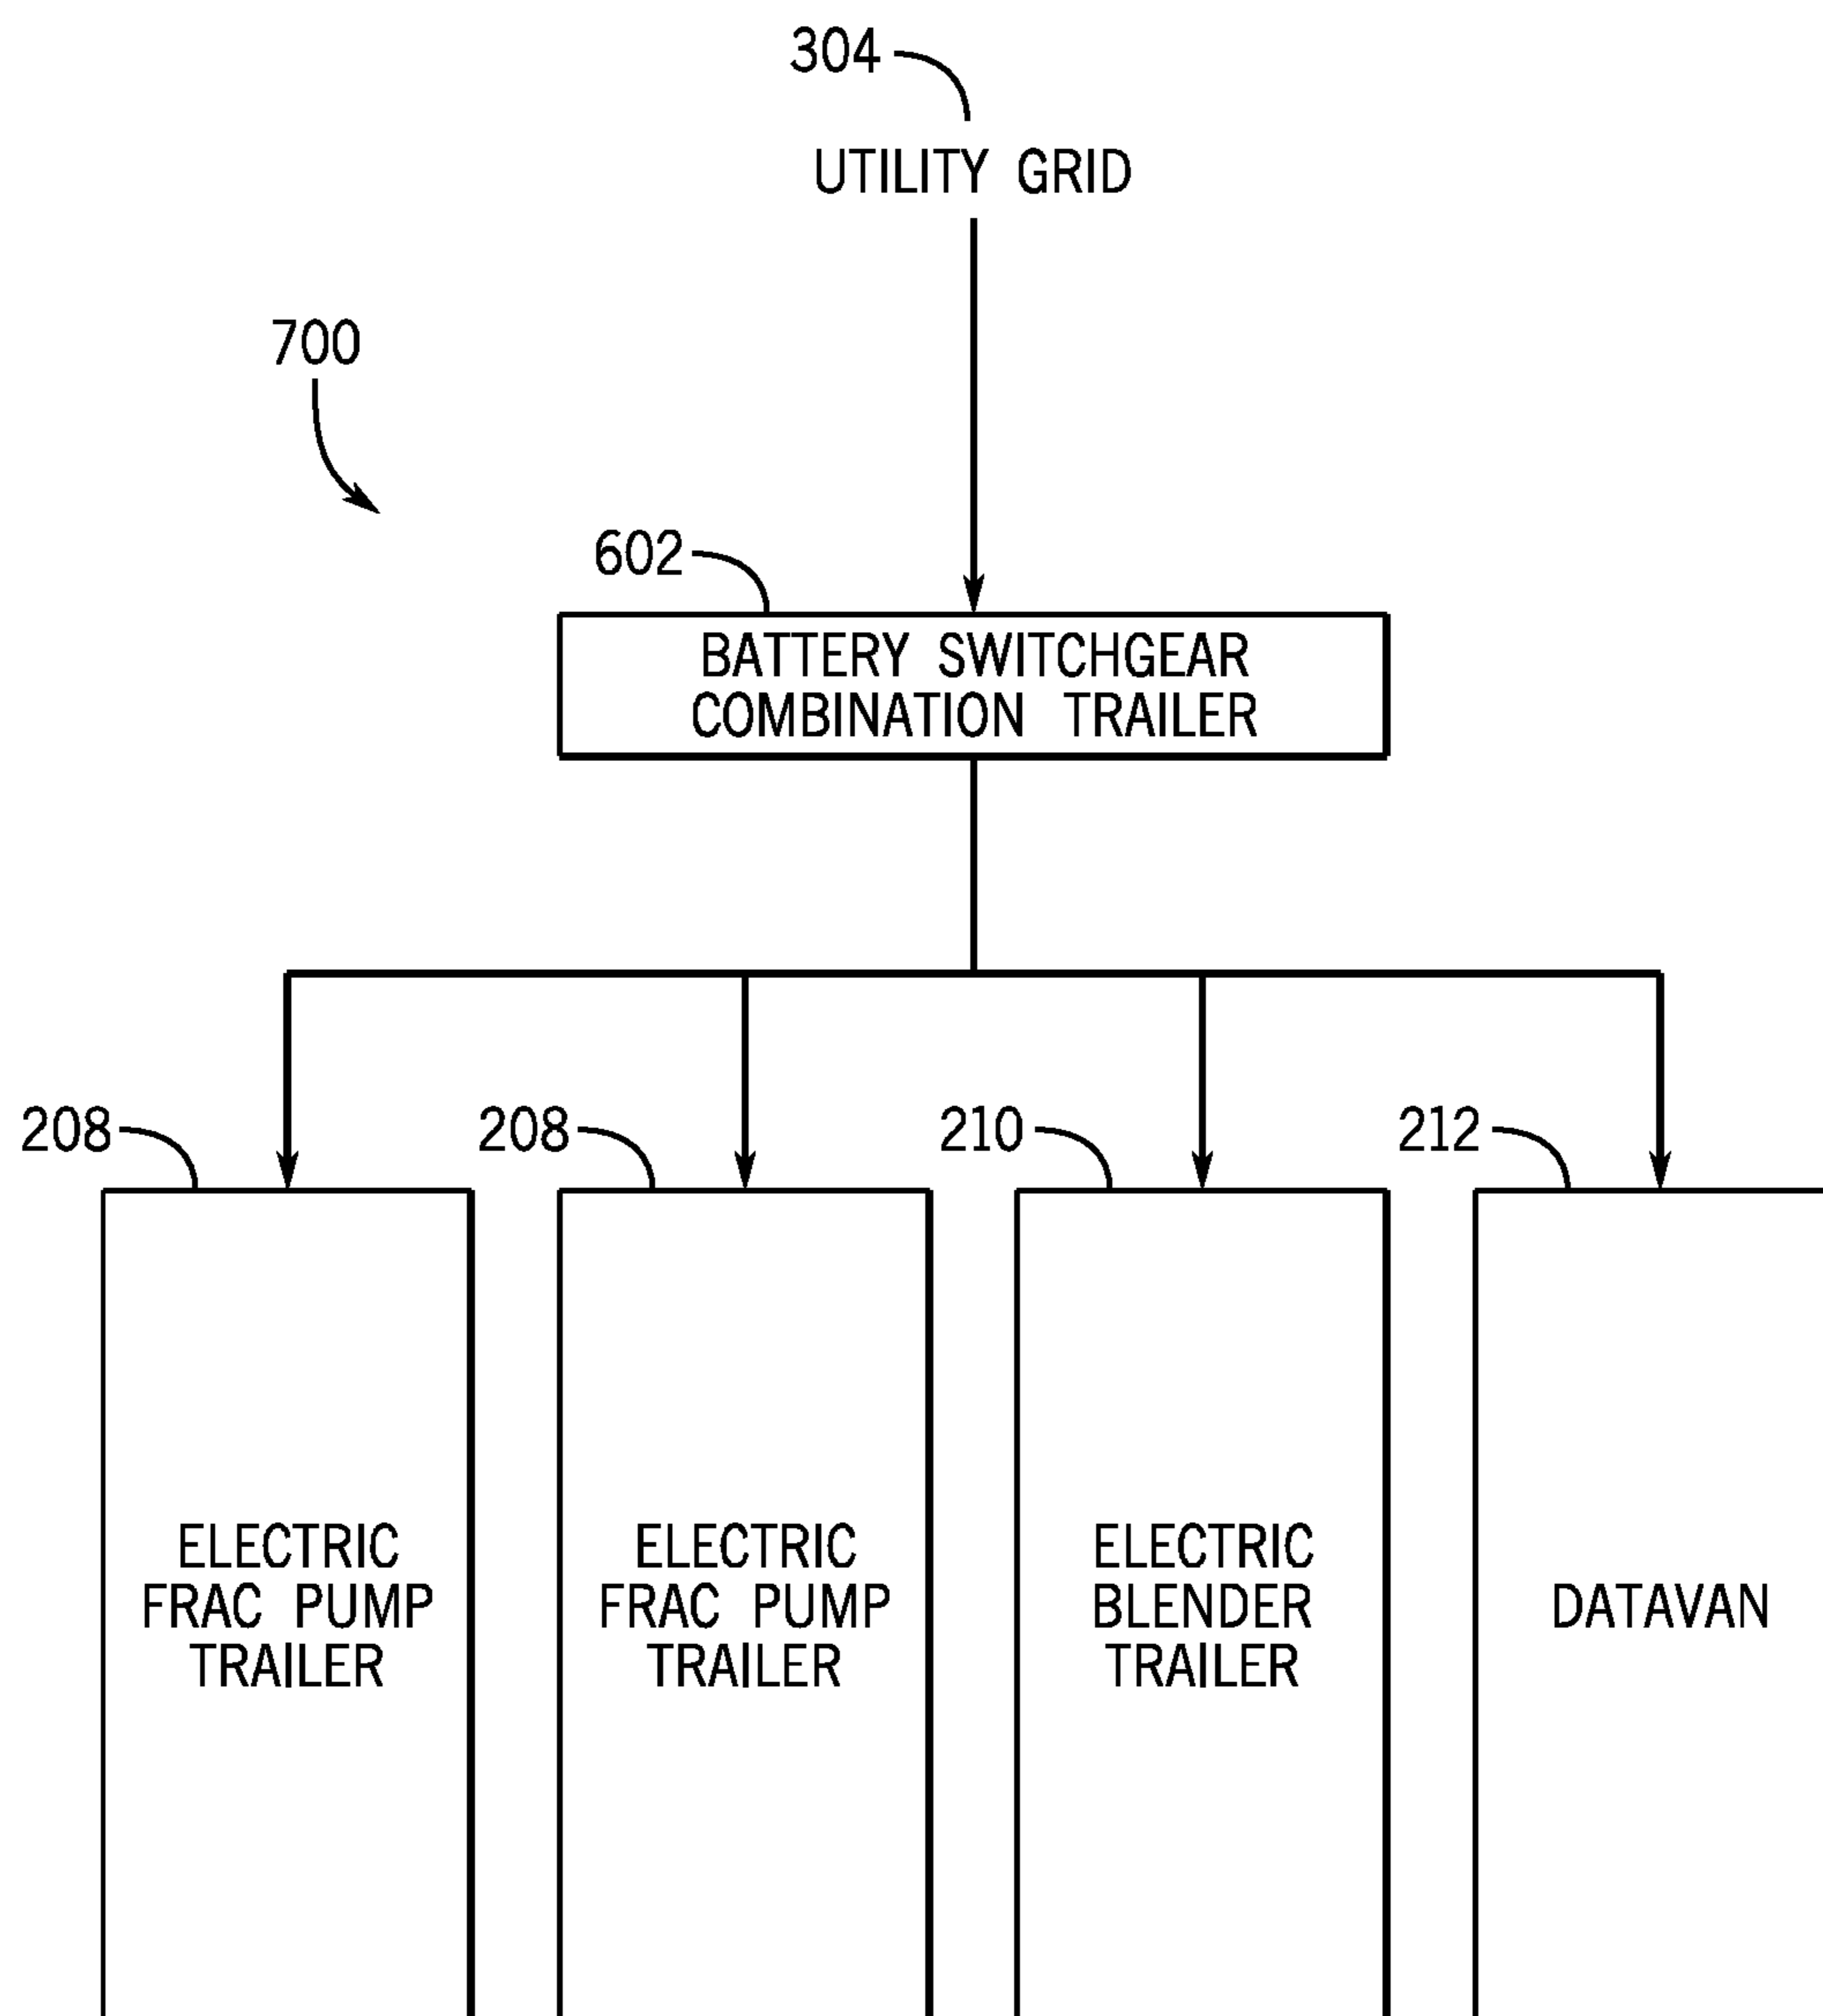 304
UTILITY GRID
700
602
BATTERY SWITCHGEAR
COMBINATION TRAILER
208
208
210
212
ELECTRIC
FRAC PUMP
TRAILER
ELECTRIC
FRAC PUMP
TRAILER
ELECTRIC
BLENDER
TRAILER
DATAVAN